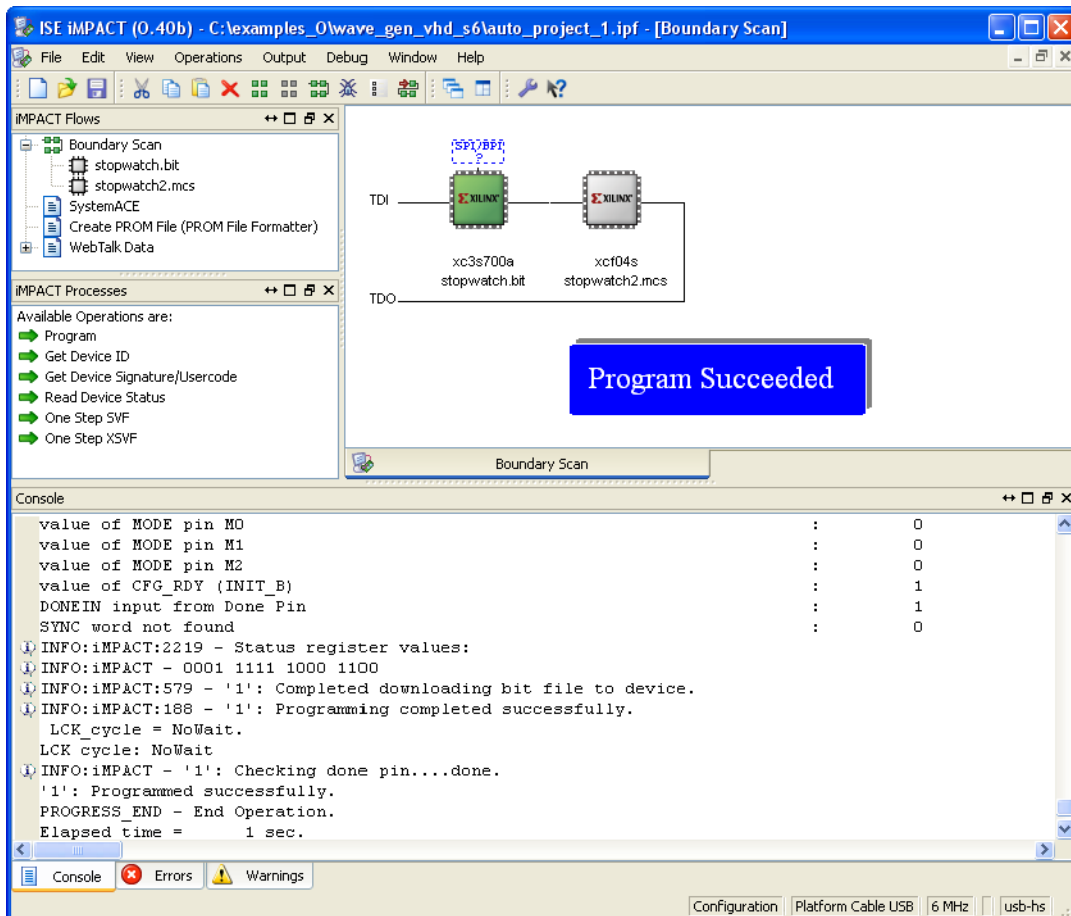 ISE iMPACT (O.40b) - C:\examples_O\wave_gen_vhd_s6\auto_project_1.ipf - [Boundary Scan]
File Edit View Operations Output Debug Window Help
iMPACT Flows
Boundary Scan
stopwatch.bit
stopwatch2.mcs
SystemACE
Create PROM File (PROM File Formatter)
WebTalk Data
iMPACT Processes
Available Operations are:
Program
Get Device ID
Get Device Signature/Usercode
Read Device Status
One Step SVF
One Step XSVF
SPI/BPI
?
TDI
XILINX
XILINX
xc3s700a
stopwatch.bit
xcf04s
stopwatch2.mcs
TDO
Program Succeeded
Boundary Scan
Console
value of MODE pin M0 : 0
value of MODE pin M1 : 0
value of MODE pin M2 : 0
value of CFG_RDY (INIT_B) : 1
DONEIN input from Done Pin : 1
SYNC word not found : 0
INFO:iMPACT:2219 - Status register values:
INFO:iMPACT - 0001 1111 1000 1100
INFO:iMPACT:579 - '1': Completed downloading bit file to device.
INFO:iMPACT:188 - '1': Programming completed successfully.
LCK_cycle = NoWait.
LCK cycle: NoWait
INFO:iMPACT - '1': Checking done pin....done.
'1': Programmed successfully.
PROGRESS_END - End Operation.
Elapsed time = 1 sec.
Console Errors Warnings
Configuration Platform Cable USB 6 MHz usb-hs